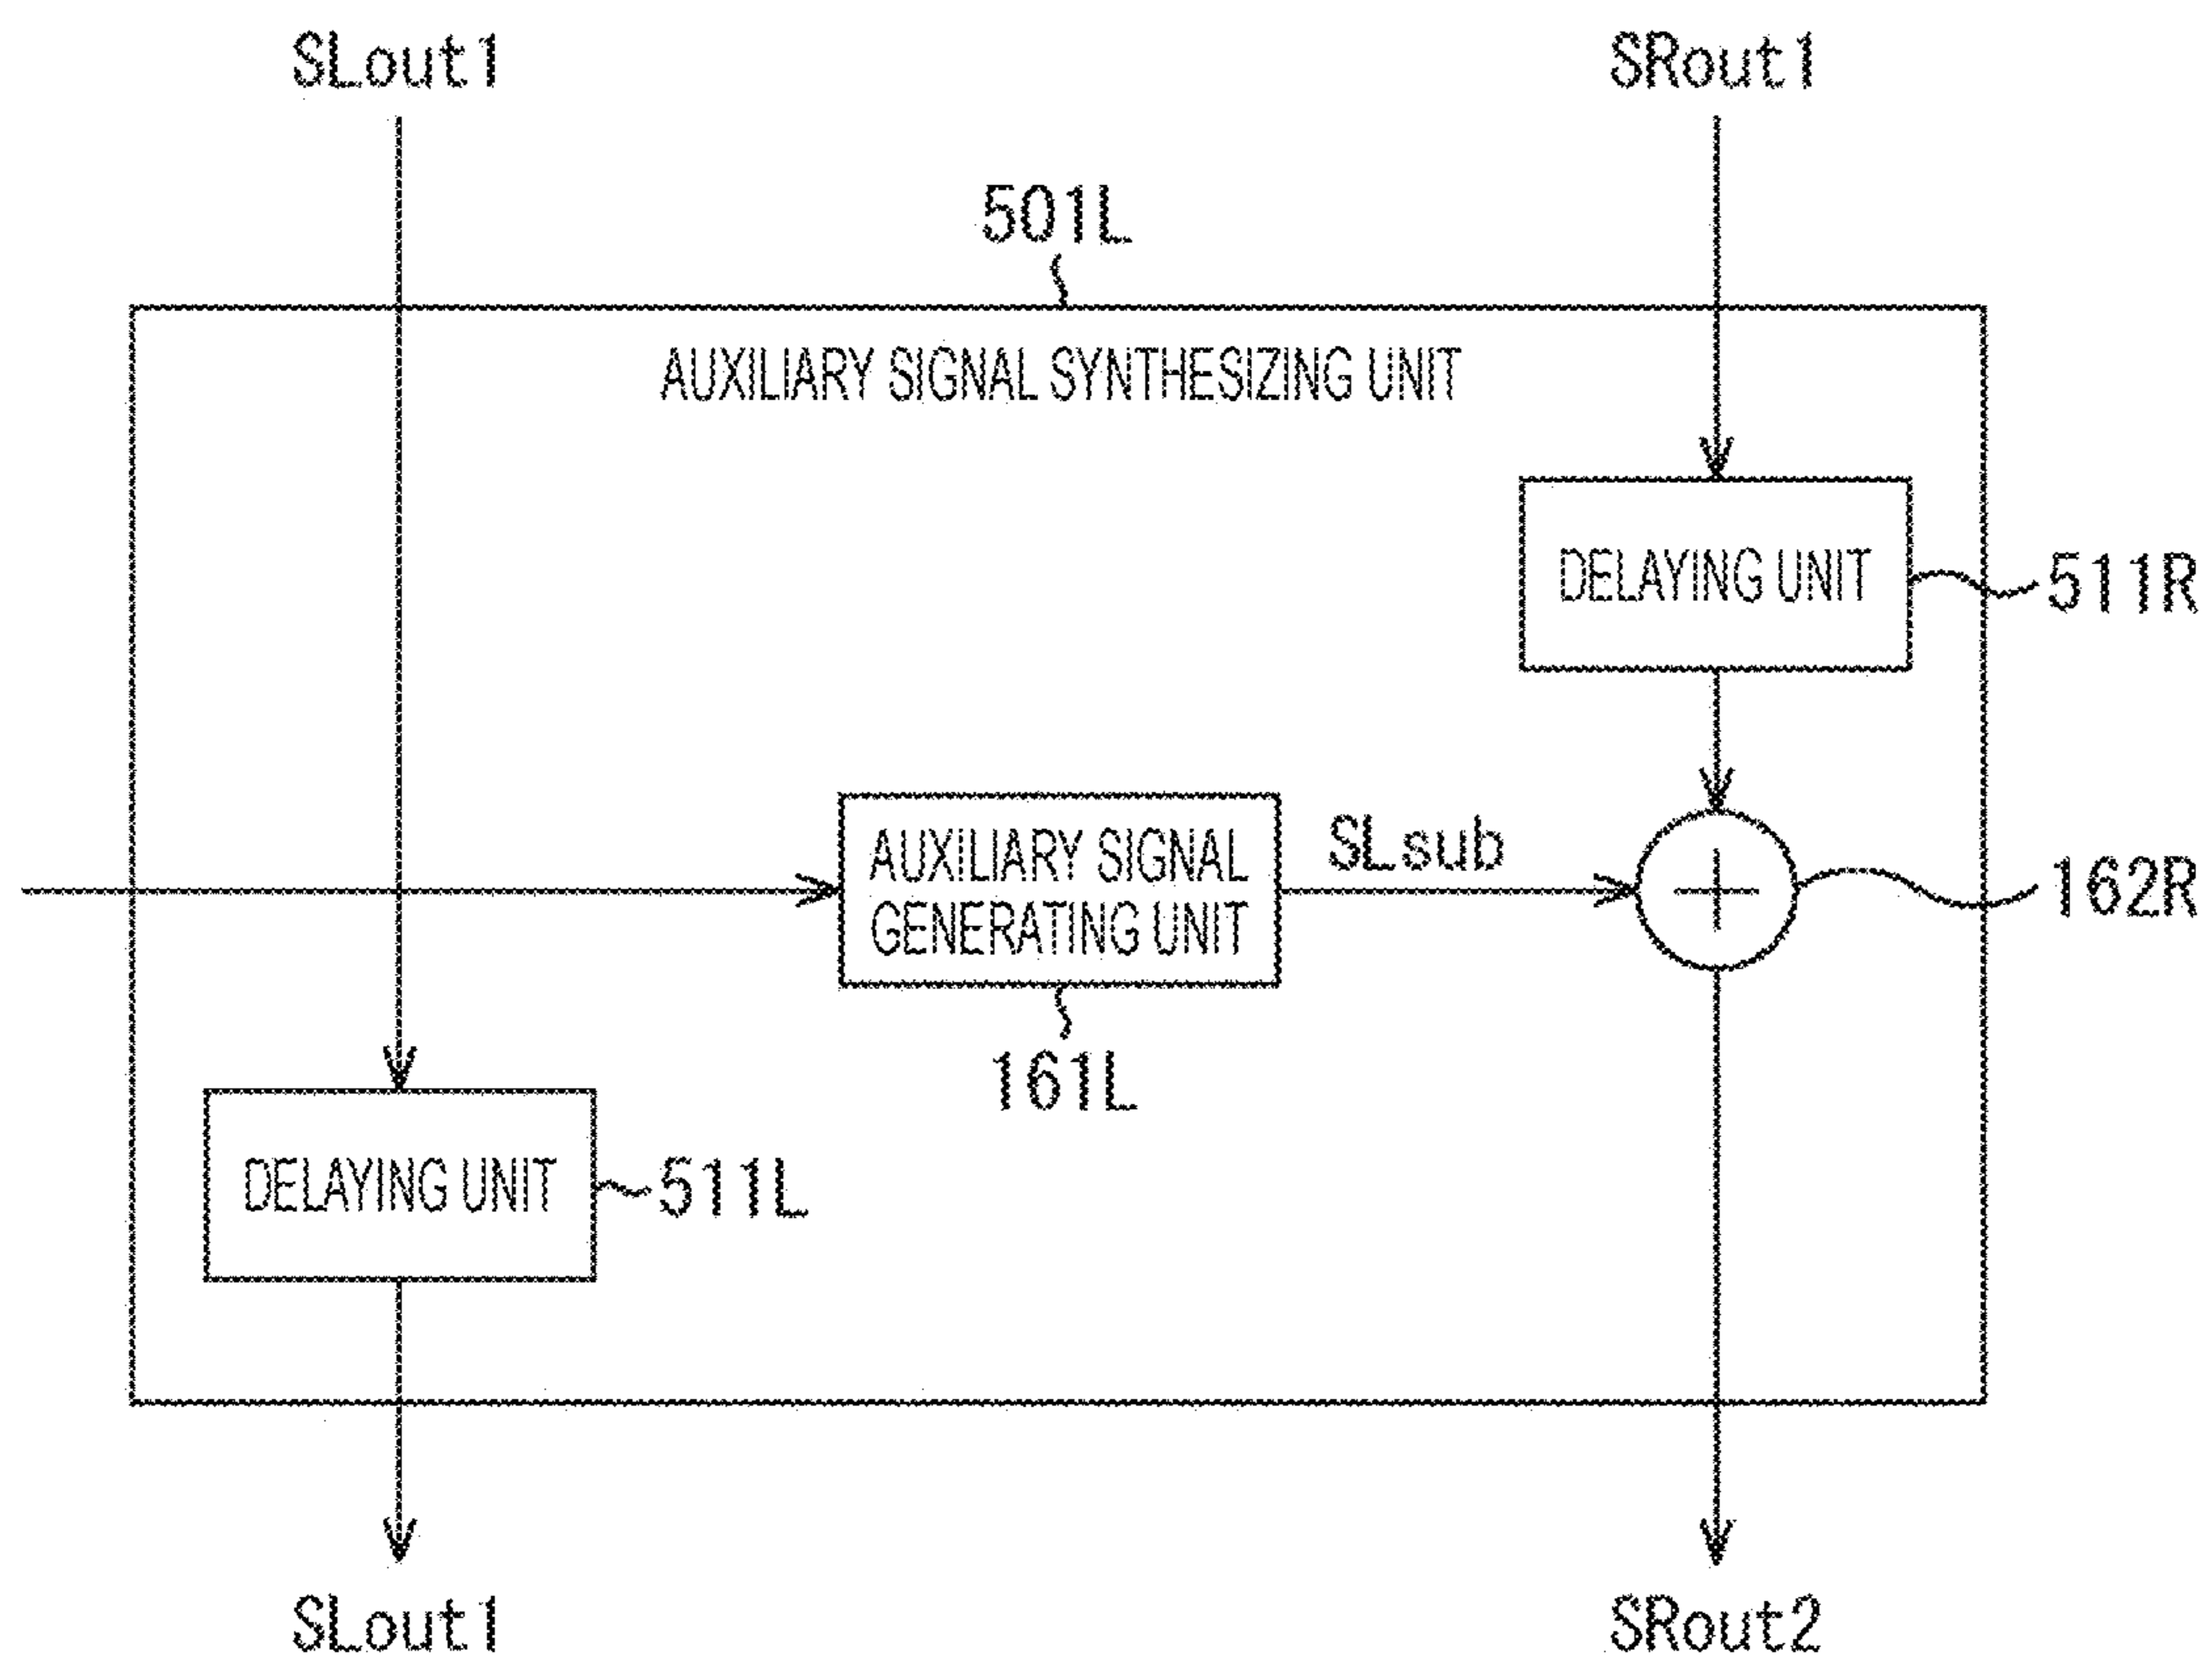 SLout1
SRout1
501L
AUXILIARY SIGNAL SYNTHESIZING UNIT
DELAYING UNIT
511R
AUXILIARY SIGNAL
GENERATING UNIT
SLsub
162R
161L
DELAYING UNIT
511L
SLout1
SRout2